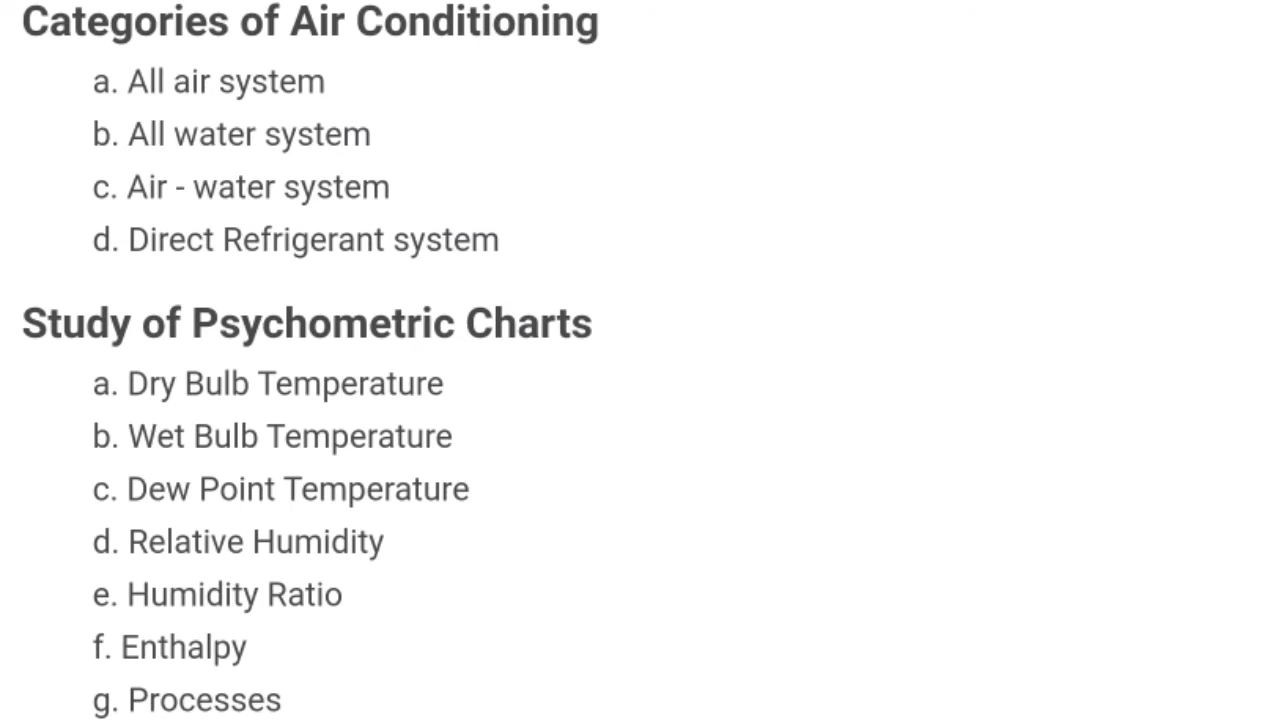 Categories of Air Conditioning
a. All air system
b. All water system
c. Air - water system
d. Direct Refrigerant system
Study of Psychometric Charts
a. Dry Bulb Temperature
b. Wet Bulb Temperature
c. Dew Point Temperature
d. Relative Humidity
e. Humidity Ratio
f. Enthalpy
g. Processes